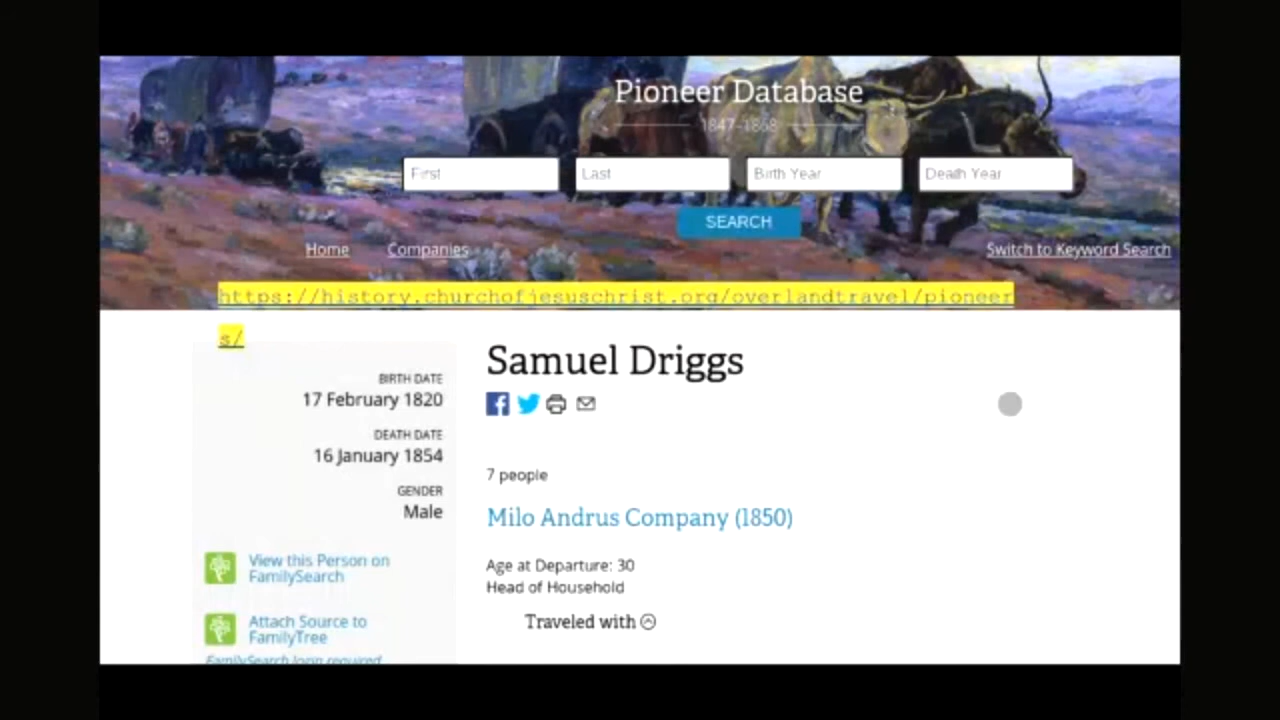 Pioneer Database
1847-1868
First Last Birth Year Death Year
SEARCH
Home Companies Switch to Keyword Search
https://history.churchofjesuschrist.org/overlandtravel/pioneer
s/
Samuel Driggs
BIRTH DATE
17 February 1820
DEATH DATE
16 January 1854
GENDER
Male
View this Person on
FamilySearch
Attach Source to
FamilyTree
FamilySearch login required
7 people
Milo Andrus Company (1850)
Age at Departure: 30
Head of Household
Traveled with